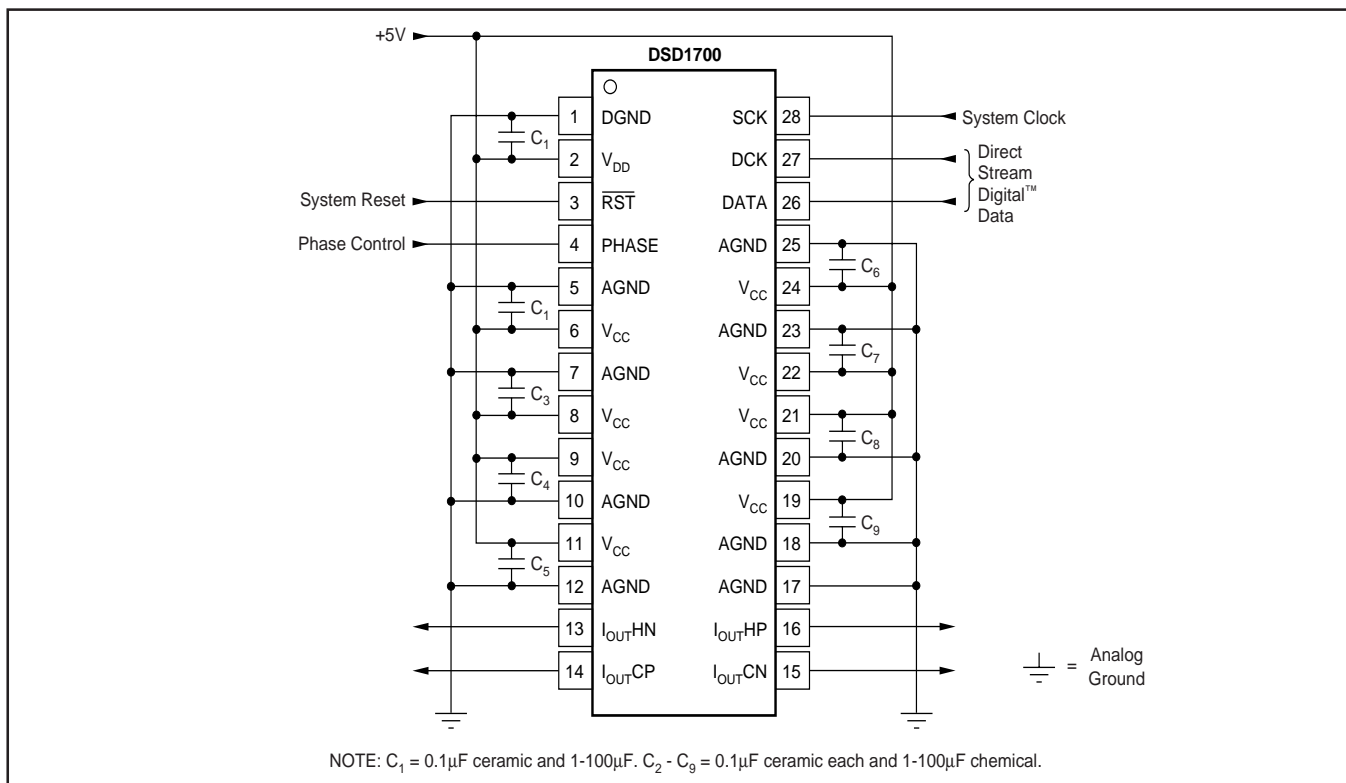 +5V
DSD1700
1 DGND SCK 28 System Clock
C1
2 VDD DCK 27 Direct
Stream
Digital™
Data
System Reset 3 RST DATA 26
Phase Control 4 PHASE AGND 25
C6
5 AGND VCC 24
C1
6 VCC AGND 23
C7
7 AGND VCC 22
C3
8 VCC VCC 21
C8
9 VCC AGND 20
C4
10 AGND VCC 19
C9
11 VCC AGND 18
C5
12 AGND AGND 17
13 IOUTHN IOUTHP 16
14 IOUTCP IOUTCN 15
= Analog
Ground
NOTE: C1 = 0.1µF ceramic and 1-100µF. C2 - C9 = 0.1µF ceramic each and 1-100µF chemical.